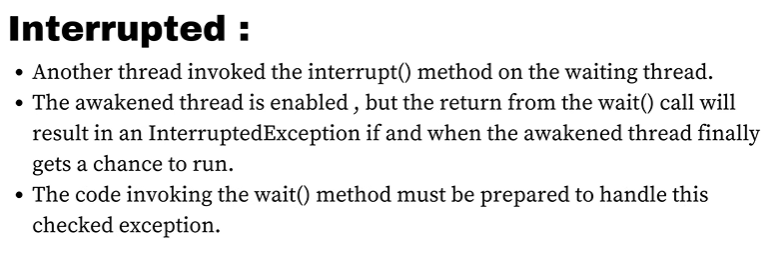 Interrupted :
• Another thread invoked the interrupt() method on the waiting thread.
• The awakened thread is enabled , but the return from the wait() call will
result in an InterruptedException if and when the awakened thread finally
gets a chance to run.
• The code invoking the wait() method must be prepared to handle this
checked exception.